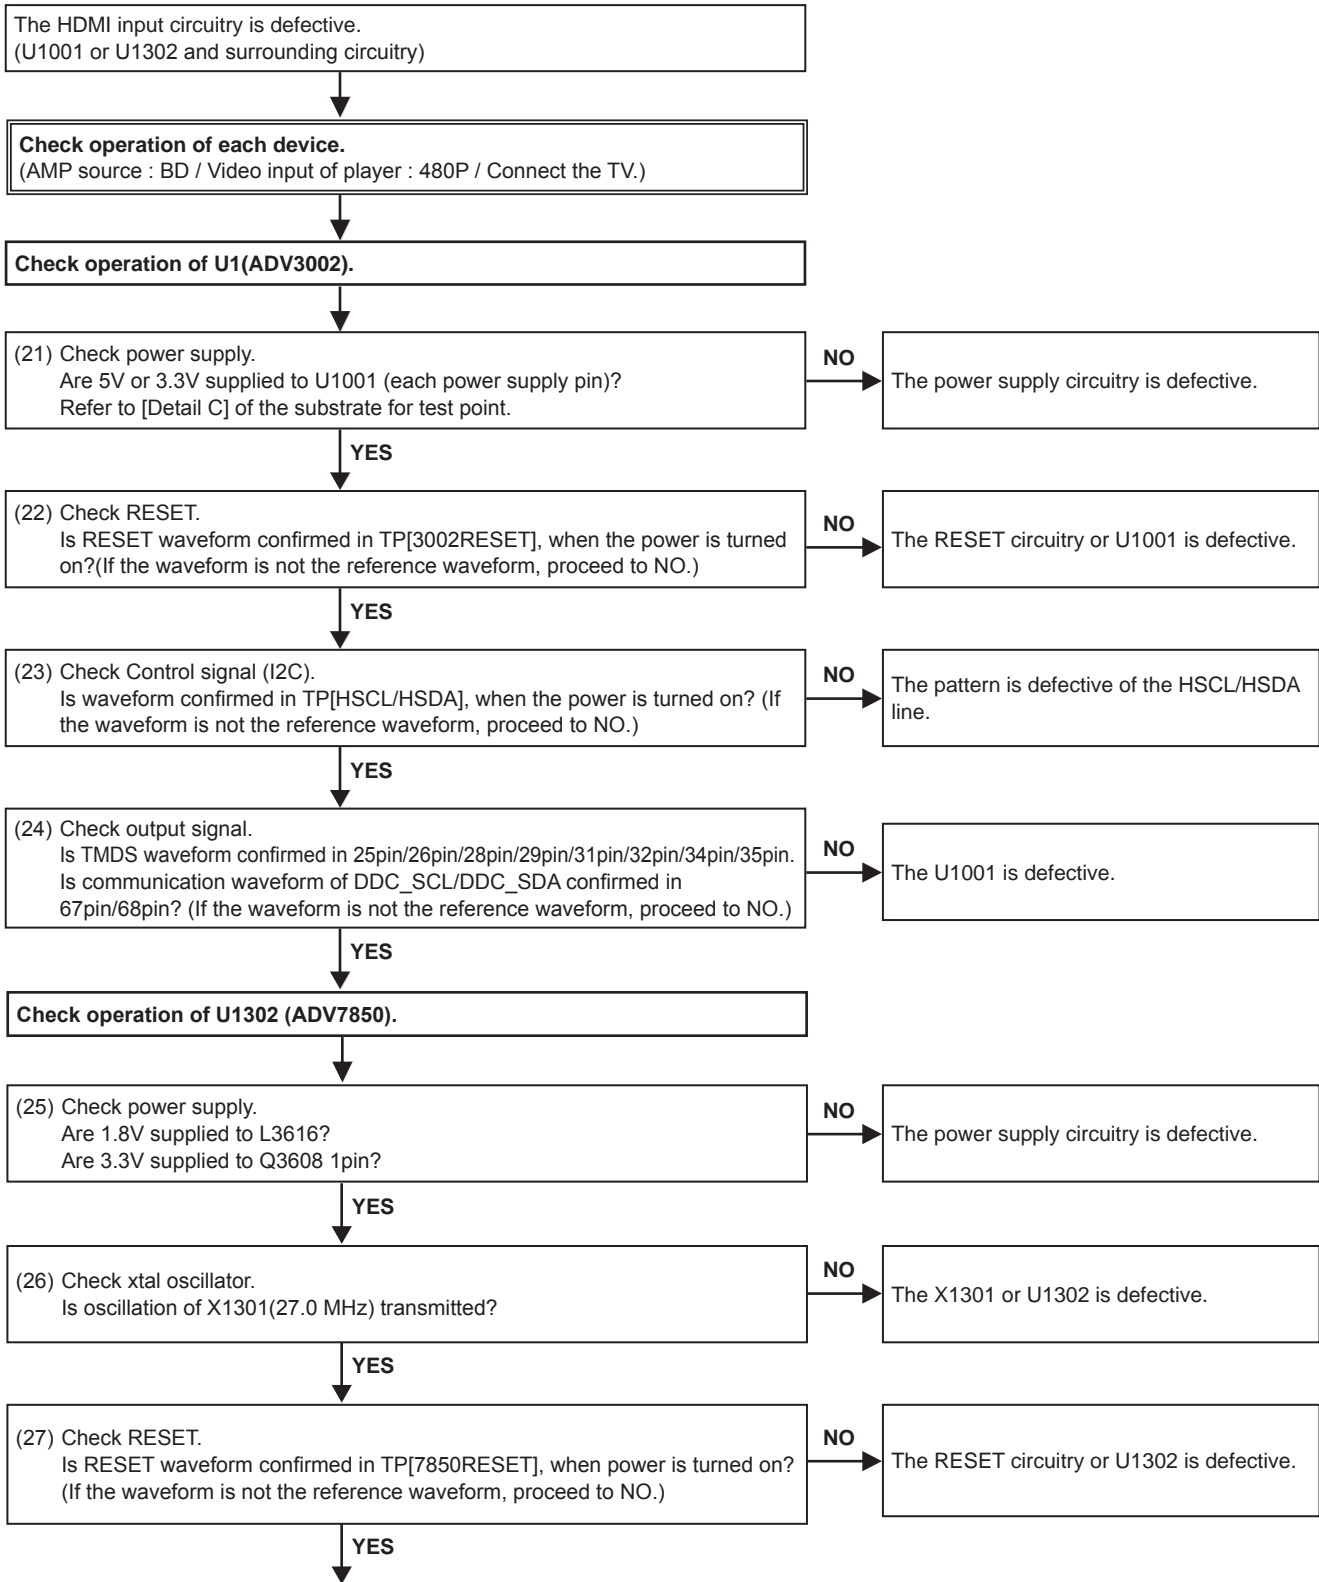 The HDMI input circuitry is defective.
(U1001 or U1302 and surrounding circuitry)
Check operation of each device.
(AMP source : BD / Video input of player : 480P / Connect the TV.)
Check operation of U1(ADV3002).
(21) Check power supply.
Are 5V or 3.3V supplied to U1001 (each power supply pin)?
Refer to [Detail C] of the substrate for test point.
NO
The power supply circuitry is defective.
YES
(22) Check RESET.
Is RESET waveform confirmed in TP[3002RESET], when the power is turned
on?(If the waveform is not the reference waveform, proceed to NO.)
NO
The RESET circuitry or U1001 is defective.
YES
(23) Check Control signal (I2C).
Is waveform confirmed in TP[HSCL/HSDA], when the power is turned on? (If
the waveform is not the reference waveform, proceed to NO.)
NO
The pattern is defective of the HSCL/HSDA
line.
YES
(24) Check output signal.
Is TMDS waveform confirmed in 25pin/26pin/28pin/29pin/31pin/32pin/34pin/35pin.
Is communication waveform of DDC_SCL/DDC_SDA confirmed in
67pin/68pin? (If the waveform is not the reference waveform, proceed to NO.)
NO
The U1001 is defective.
YES
Check operation of U1302 (ADV7850).
(25) Check power supply.
Are 1.8V supplied to L3616?
Are 3.3V supplied to Q3608 1pin?
NO
The power supply circuitry is defective.
YES
(26) Check xtal oscillator.
Is oscillation of X1301(27.0 MHz) transmitted?
NO
The X1301 or U1302 is defective.
YES
(27) Check RESET.
Is RESET waveform confirmed in TP[7850RESET], when power is turned on?
(If the waveform is not the reference waveform, proceed to NO.)
NO
The RESET circuitry or U1302 is defective.
YES